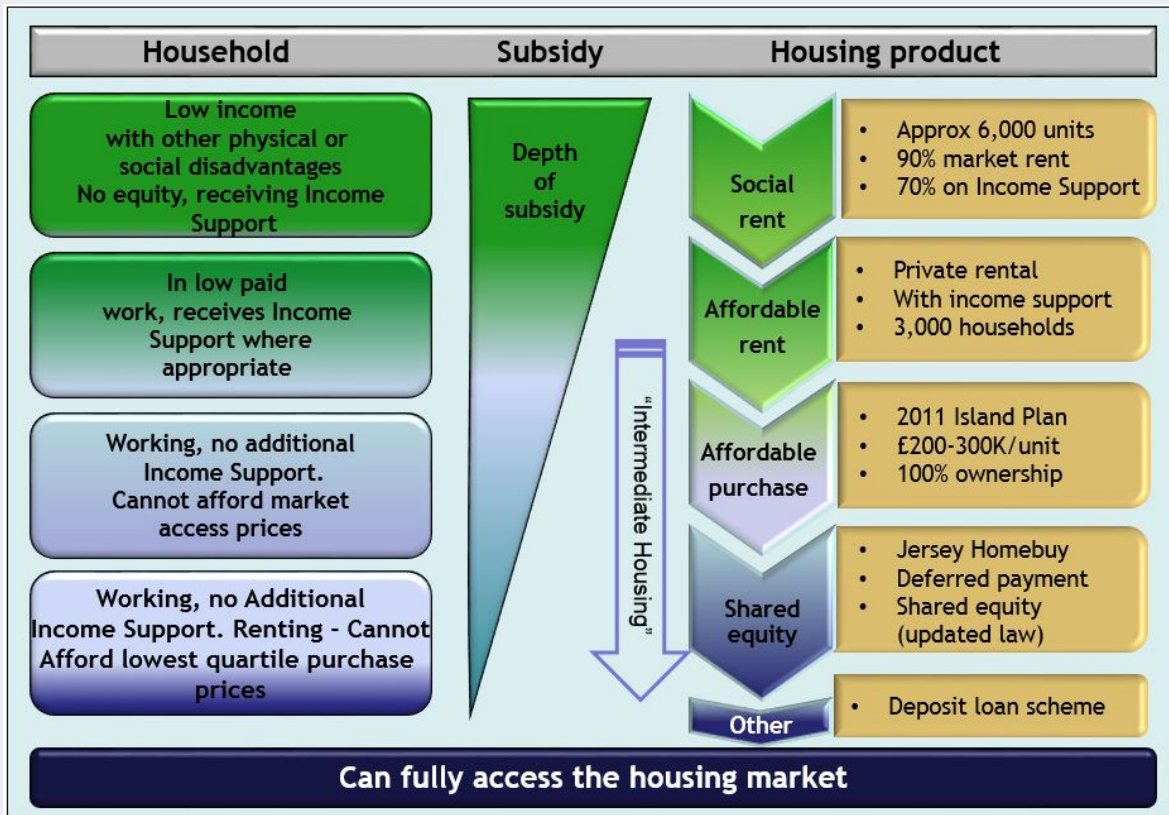 Household
Subsidy
Housing product
Low income
with other physical or
social disadvantages
No equity, receiving Income
Support
In low paid
work, receives Income
Support where
appropriate
Working, no additional
Income Support.
Cannot afford market
access prices
Working, no Additional
Income Support. Renting - Cannot
Afford lowest quartile purchase
prices
Depth
of
subsidy
"Intermediate Housing"
Social
rent
• Approx 6,000 units
• 90% market rent
• 70% on Income Support
Affordable
rent
• Private rental
• With income support
• 3,000 households
Affordable
purchase
• 2011 Island Plan
• £200-300K/unit
• 100% ownership
Shared
equity
• Jersey Homebuy
• Deferred payment
• Shared equity
(updated law)
Other
• Deposit loan scheme
Can fully access the housing market